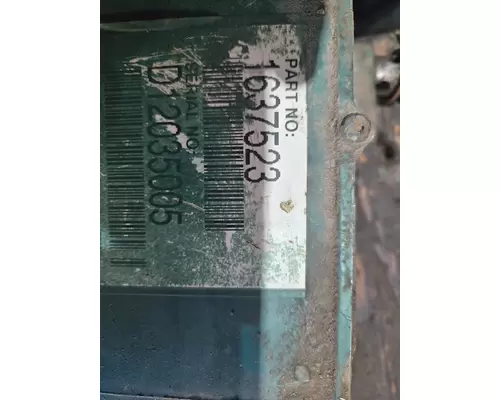 PART NO:
1637523
SERIAL NO
D12035005